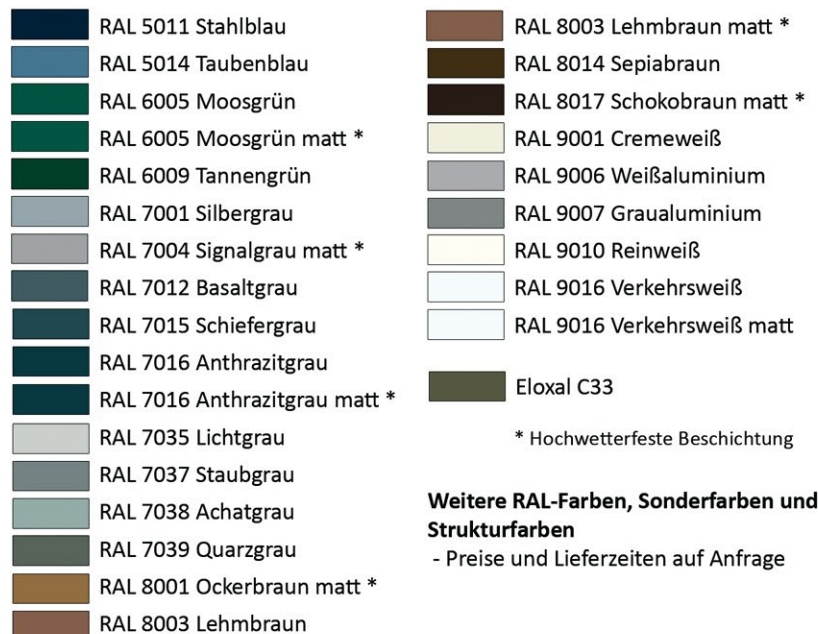 RAL 5011 Stahlblau
RAL 5014 Taubenblau
RAL 6005 Moosgrün
RAL 6005 Moosgrün matt *
RAL 6009 Tannengrün
RAL 7001 Silbergrau
RAL 7004 Signalgrau matt *
RAL 7012 Basaltgrau
RAL 7015 Schiefergrau
RAL 7016 Anthrazitgrau
RAL 7016 Anthrazitgrau matt *
RAL 7035 Lichtgrau
RAL 7037 Staubgrau
RAL 7038 Achatgrau
RAL 7039 Quarzgrau
RAL 8001 Ockerbraun matt *
RAL 8003 Lehmbraun
RAL 8003 Lehmbraun matt *
RAL 8014 Sepiabraun
RAL 8017 Schokobraun matt *
RAL 9001 Cremeweiß
RAL 9006 Weißaluminium
RAL 9007 Graualuminium
RAL 9010 Reinweiß
RAL 9016 Verkehrsweiß
RAL 9016 Verkehrsweiß matt
Eloxal C33
* Hochwetterfeste Beschichtung
Weitere RAL-Farben, Sonderfarben und
Strukturfarben
- Preise und Lieferzeiten auf Anfrage